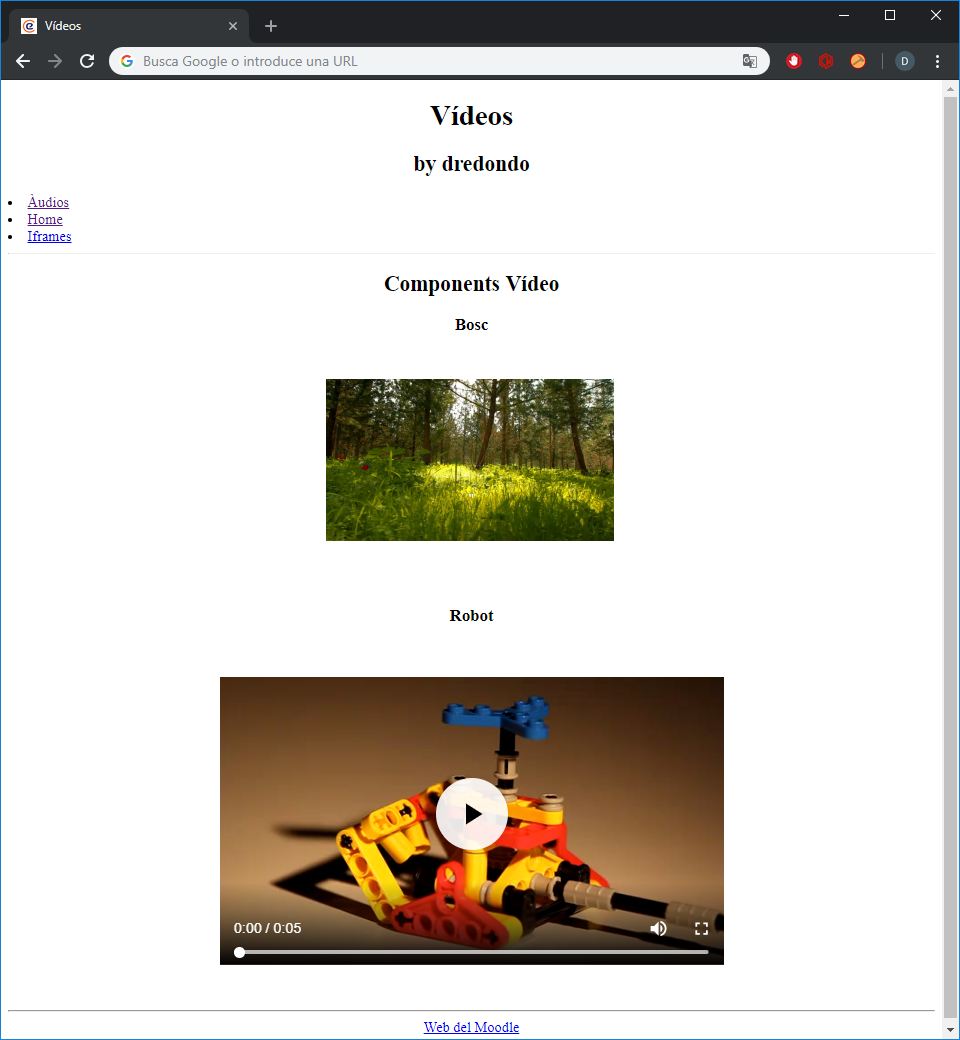 Vídeos
Busca Google o introduce una URL
D
Vídeos
by dredondo
Àudios
Home
Iframes
Components Vídeo
Bosc
Robot
0:00 / 0:05
Web del Moodle